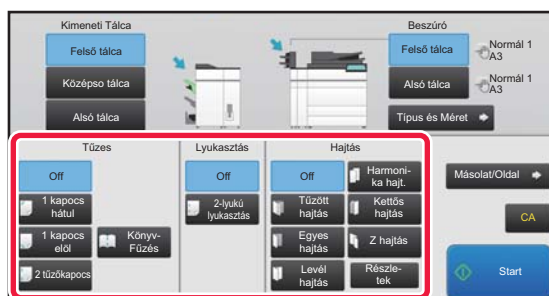 Kimeneti Tálca
Beszúró
Felső tálca
Középso tálca
Alsó tálca
Felső tálca
Normál 1
A3
Alsó tálca
Normál 1
A3
Típus és Méret
Tűzes
Lyukasztás
Hajtás
Off
1 kapocs
hátul
1 kapocs
elöl
Könyv-
Fűzés
2 tűzőkapocs
Off
2-lyukú
lyukasztás
Off
Harmoni-
ka hajt.
Tűzött
hajtás
Kettős
hajtás
Egyes
hajtás
Z hajtás
Levél
hajtás
Részle-
tek
Másolat/Oldal
CA
Start